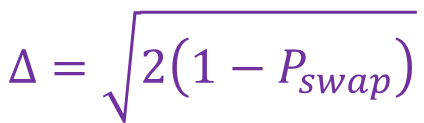 Δ = √2(1 − P_swap)